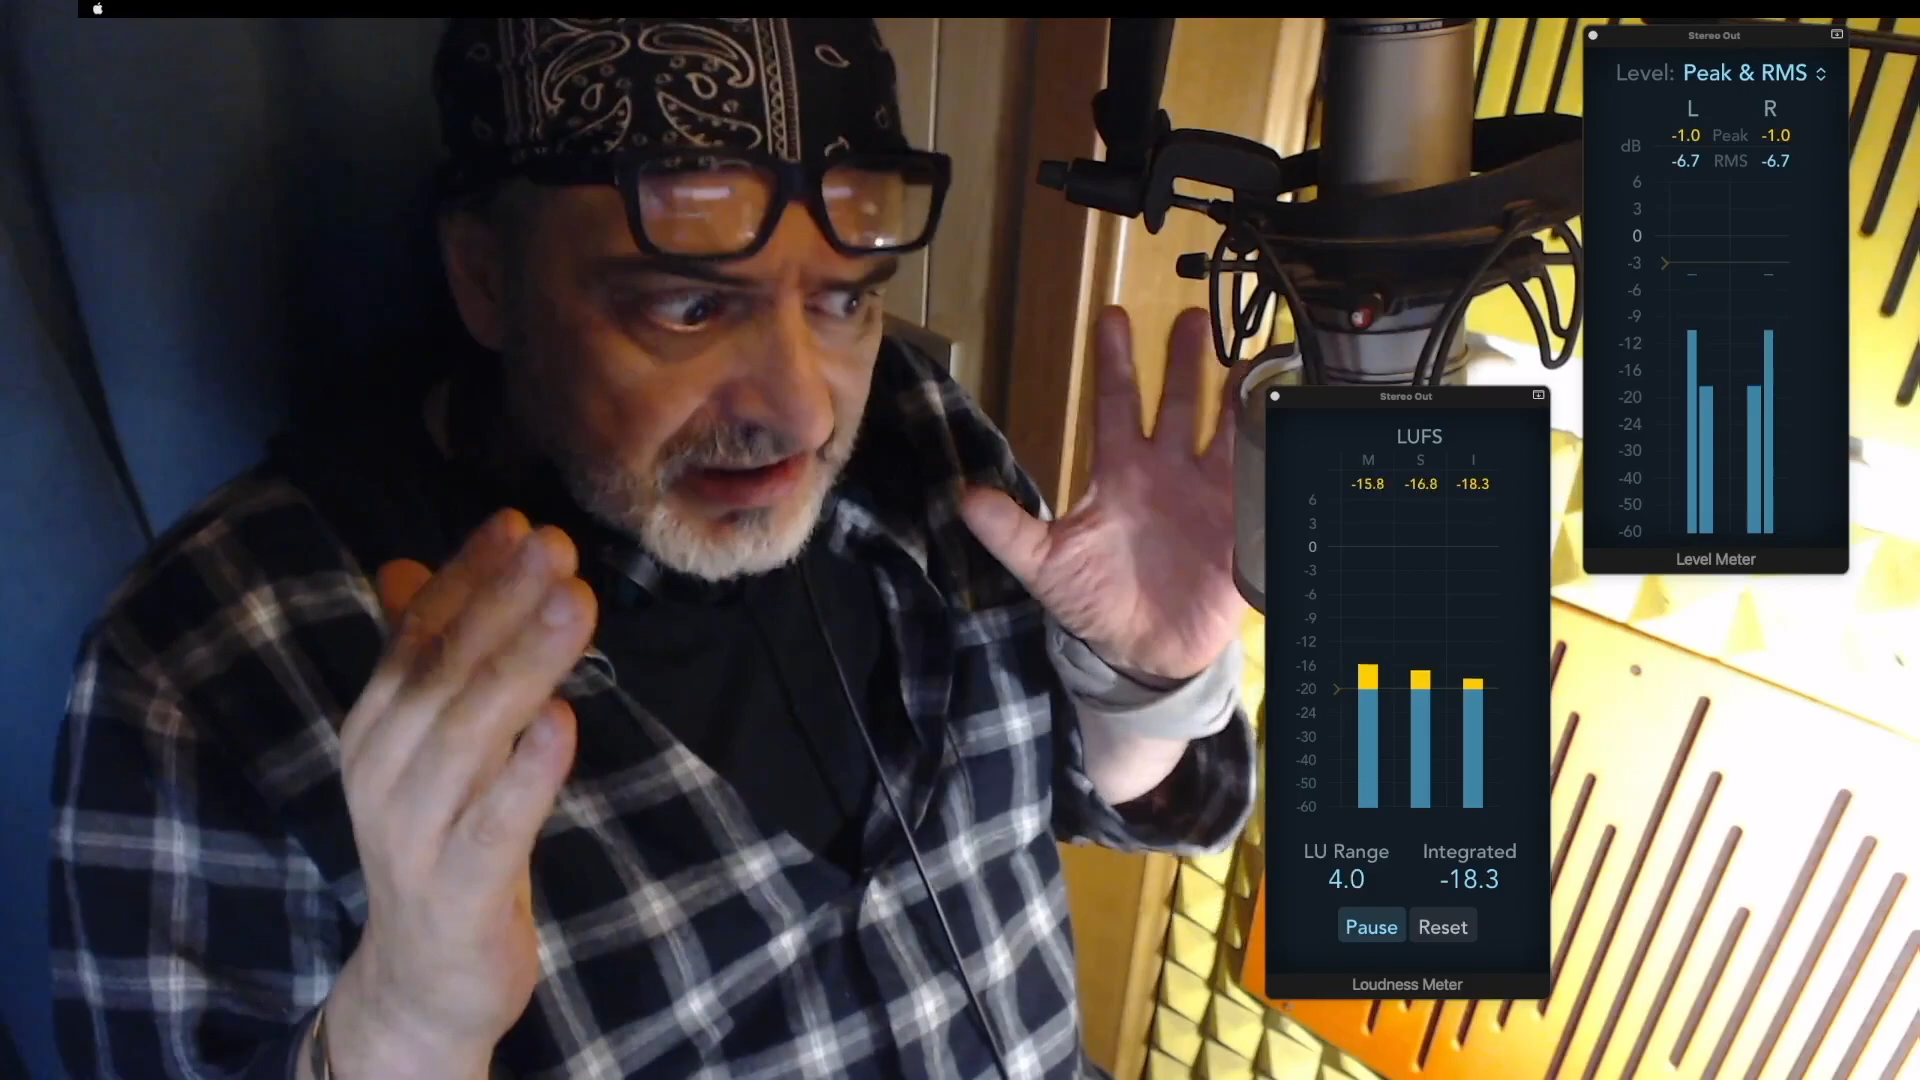 Stereo Out
Level: Peak & RMS
L R
-1.0 Peak -1.0
dB
-6.7 RMS -6.7
6
3
0
-3
-6
-9
-12
-16
-20
-24
-30
-40
-50
-60
Level Meter
Stereo Out
LUFS
M S I
-15.8 -16.8 -18.3
6
3
0
-3
-6
-9
-12
-16
-20
-24
-30
-40
-50
-60
LU Range Integrated
4.0 -18.3
Pause Reset
Loudness Meter